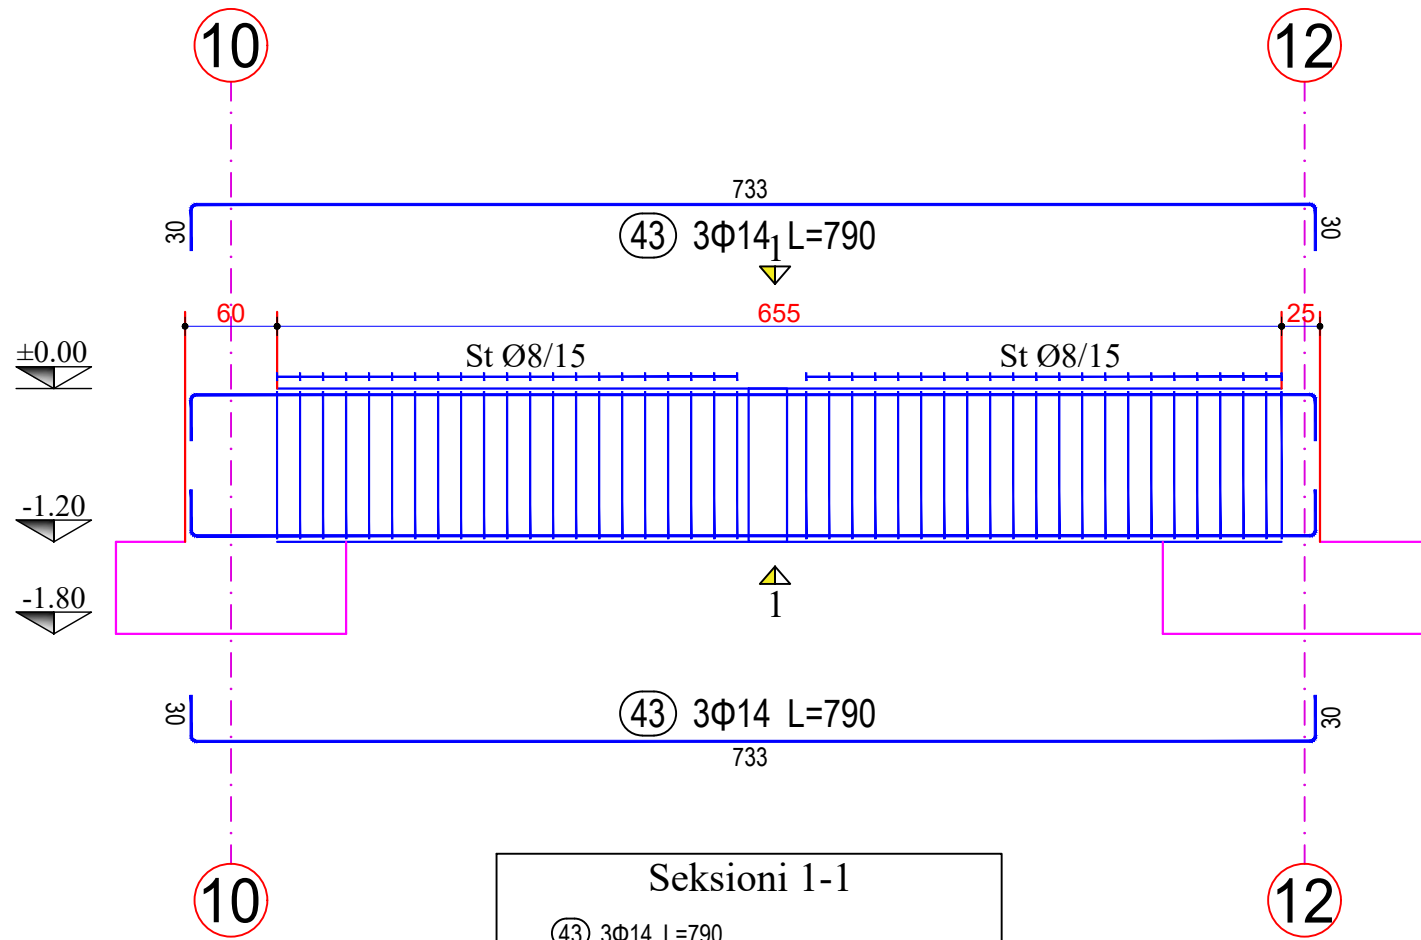 10 12
733
30 30
43 3Φ14 L=790
1
60 655 25
±0.00 St Ø8/15 St Ø8/15
-1.20
-1.80
1
30 43 3Φ14 L=790 30
733
10 12
Seksioni 1-1
43 3Φ14 L=790